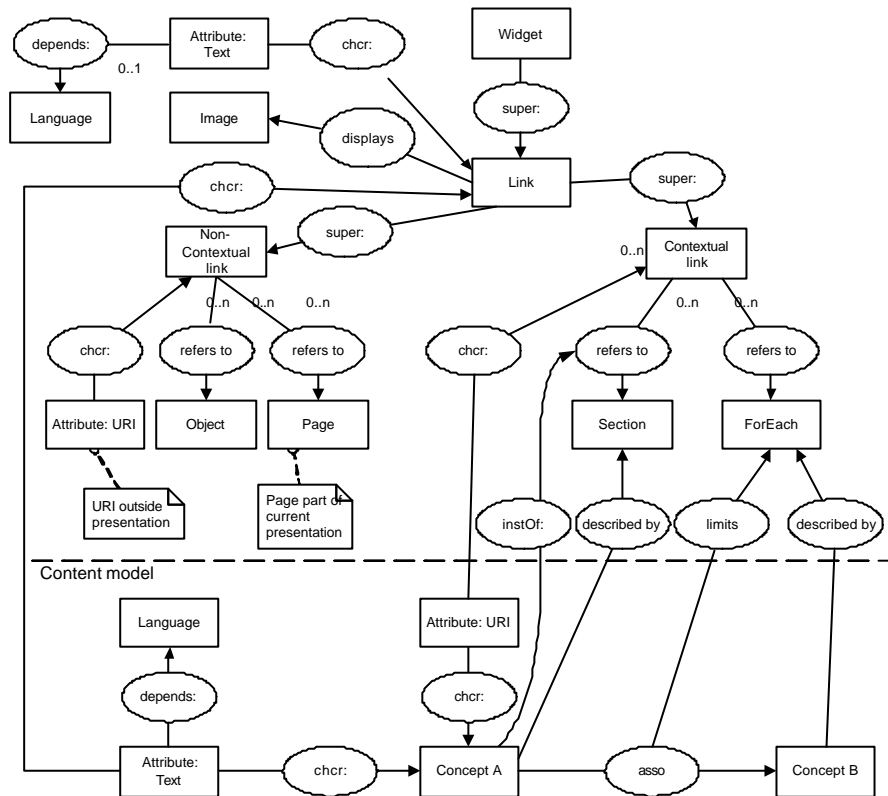 depends:
Attribute:
Text
chcr:
Widget
0..1
Language
Image
displays
super:
chcr:
Link
super:
Non-
Contextual
link
super:
0..n
Contextual
link
0..n
0..n
0..n
0..n
0..n
chcr:
refers to
refers to
chcr:
refers to
refers to
Attribute: URI
Object
Page
Section
ForEach
URI outside
presentation
Page part of
current
presentation
instOf:
described by
limits
described by
Content model
Language
Attribute: URI
depends:
chcr:
Attribute:
Text
chcr:
Concept A
asso
Concept B